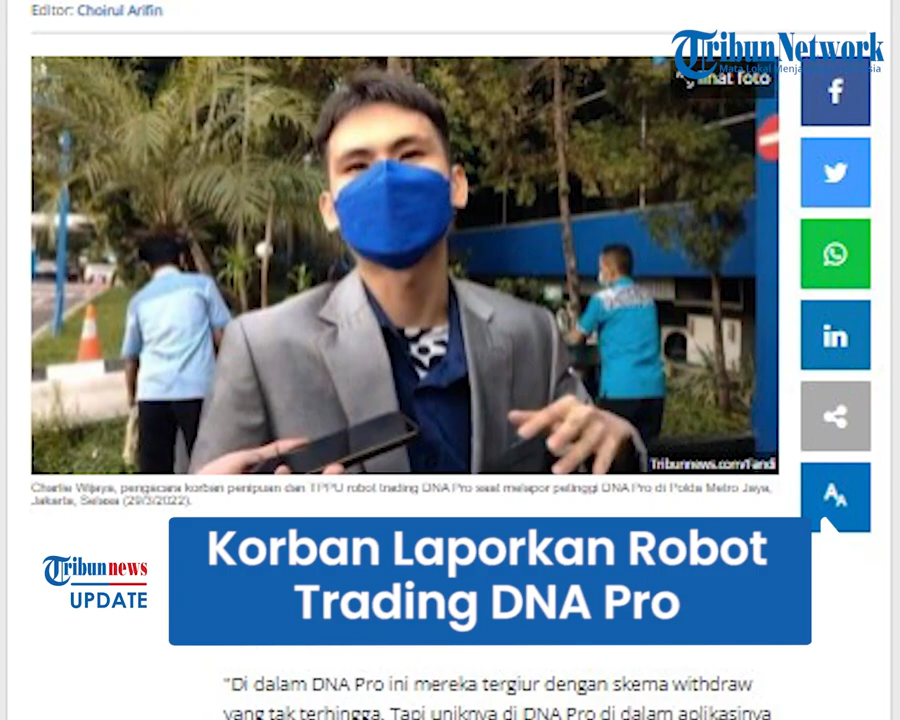 Editor: Choirul Arifin
TribunNetwork
Mata Lokal Menja
lihat foto
Tribunnews.com/Fandi
Charlie Wijaya, pengacara korban penipuan dan TPPU robot trading DNA Pro saat melapor petinggi DNA Pro di Polda Metro Jaya,
Jakarta, Selasa (29/3/2022).
Tribunnews
UPDATE
Korban Laporkan Robot
Trading DNA Pro
"Di dalam DNA Pro ini mereka tergiur dengan skema withdraw
yang tak terhingga. Tapi uniknya di DNA Pro di dalam aplikasinya